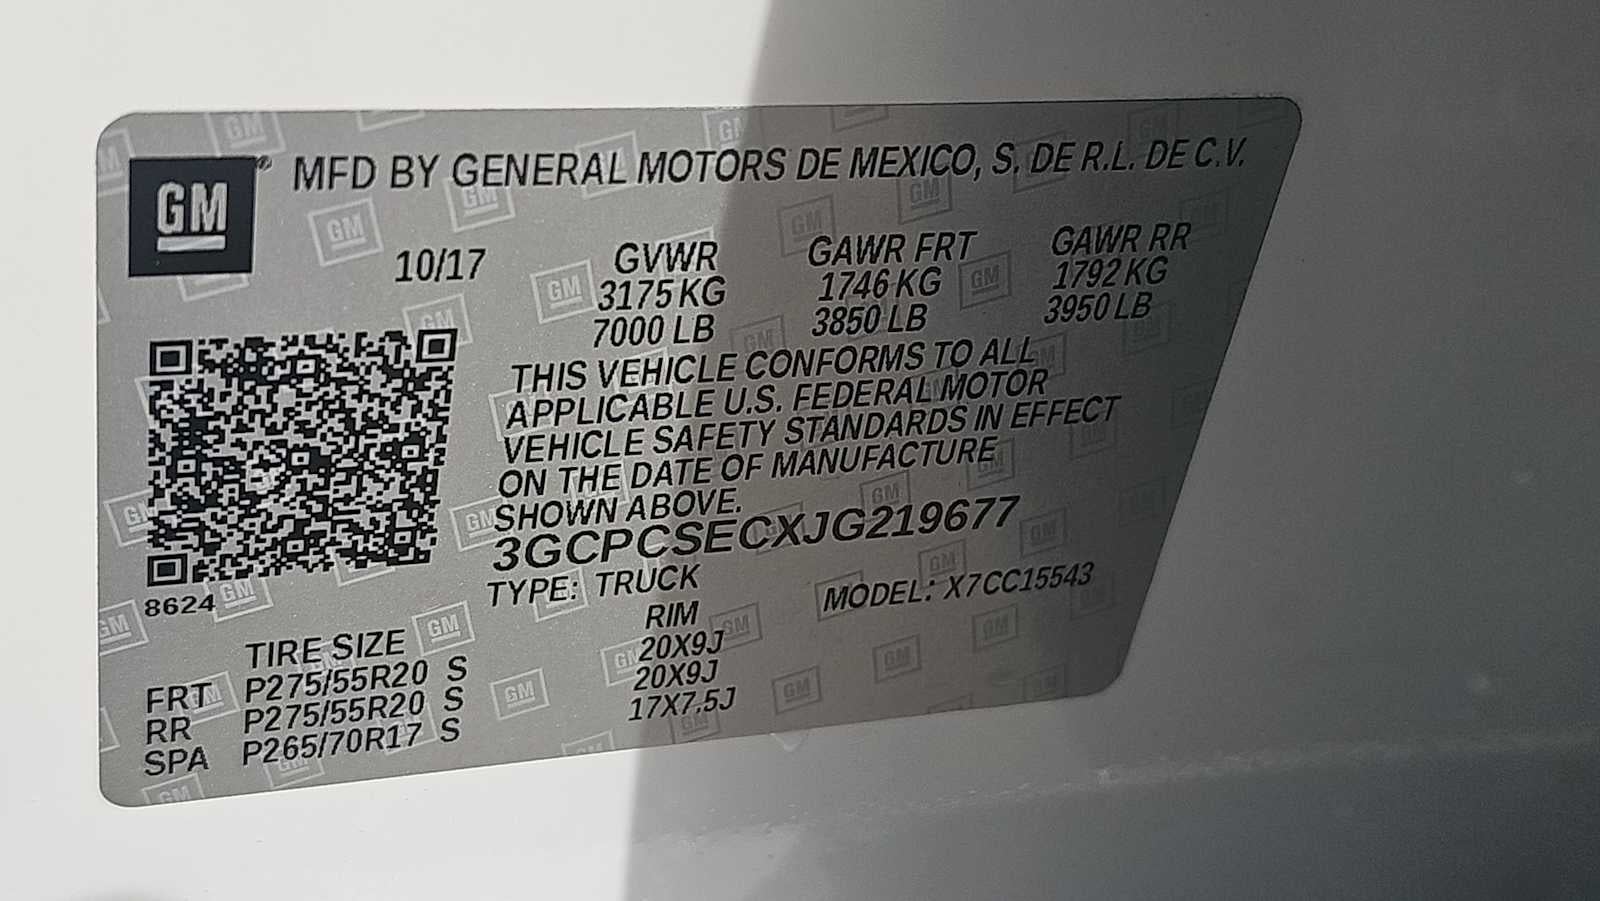 GM® MFD BY GENERAL MOTORS DE MEXICO, S. DE R.L. DE C.V.
10/17 GVWR GAWR FRT GAWR RR
3175 KG 1746 KG 1792 KG
7000 LB 3850 LB 3950 LB
THIS VEHICLE CONFORMS TO ALL
APPLICABLE U.S. FEDERAL MOTOR
VEHICLE SAFETY STANDARDS IN EFFECT
ON THE DATE OF MANUFACTURE
SHOWN ABOVE.
3GCPCSECXJG219677
8624
TYPE: TRUCK MODEL: X7CC15543
TIRE SIZE RIM
FRT P275/55R20 S 20X9J
RR P275/55R20 S 20X9J
SPA P265/70R17 S 17X7.5J